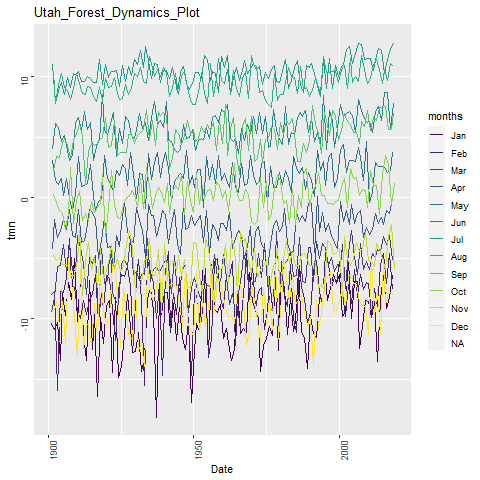 Utah_Forest_Dynamics_Plot
10
0
-10
tmn
1900
1950
2000
Date
months
Jan
Feb
Mar
Apr
May
Jun
Jul
Aug
Sep
Oct
Nov
Dec
NA